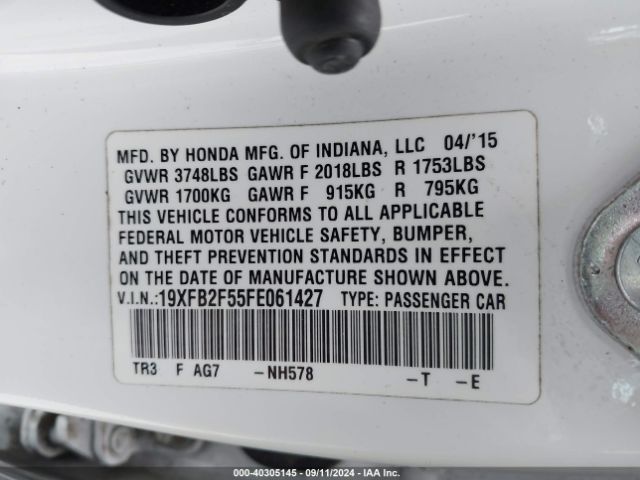 MFD. BY HONDA MFG. OF INDIANA, LLC 04/'15
GVWR 3748LBS GAWR F 2018LBS R 1753LBS
GVWR 1700KG GAWR F 915KG R 795KG
THIS VEHICLE CONFORMS TO ALL APPLICABLE
FEDERAL MOTOR VEHICLE SAFETY, BUMPER,
AND THEFT PREVENTION STANDARDS IN EFFECT
ON THE DATE OF MANUFACTURE SHOWN ABOVE.
V.I.N.:19XFB2F55FE061427 TYPE: PASSENGER CAR
TR3 F AG7 -NH578 -T -E
000-40305145 - 09/11/2024 - IAAI.COM